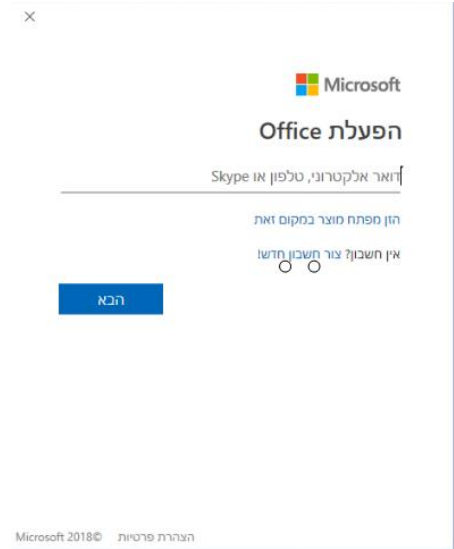 Microsoft
הפעלת Office
דואר אלקטרוני, טלפון או Skype
הזן מפתח מוצר במקום זאת
אין חשבון? צור חשבון חדש!
הבא
הצהרת פרטיות ©Microsoft 2018